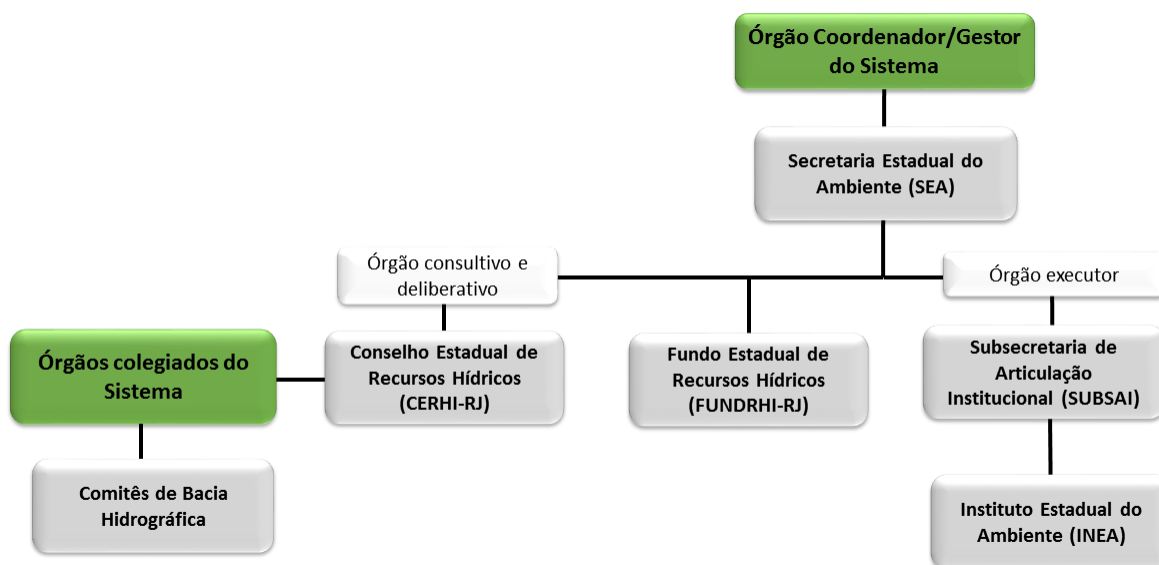 Órgão Coordenador/Gestor
do Sistema
Secretaria Estadual do
Ambiente (SEA)
Órgão consultivo e
deliberativo
Órgão executor
Órgãos colegiados do
Sistema
Conselho Estadual de
Recursos Hídricos
(CERHI-RJ)
Fundo Estadual de
Recursos Hídricos
(FUNDRHI-RJ)
Subsecretaria de
Articulação
Institucional (SUBSAI)
Comitês de Bacia
Hidrográfica
Instituto Estadual do
Ambiente (INEA)